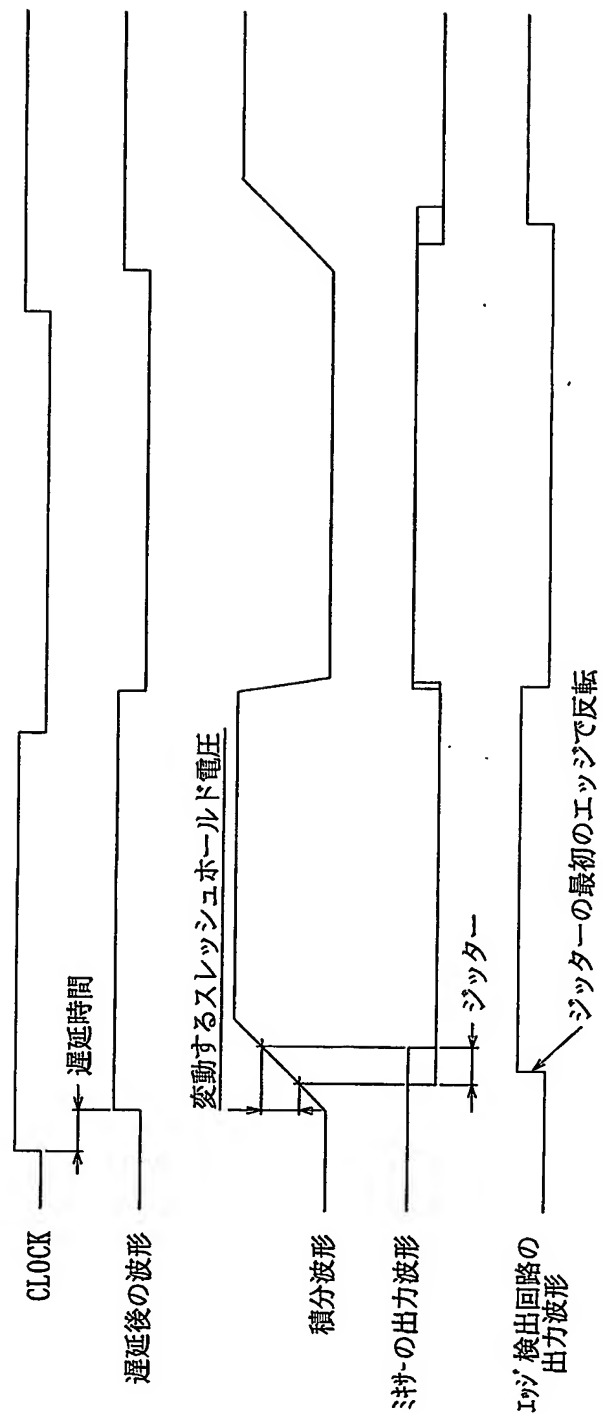 CLOCK
遅延時間
遅延後の波形
変動するスレッショホールド電圧
積分波形
ジッター
ミキサーの出力波形
ジッターの最初のエッジで反転
エッジ検出回路の
出力波形